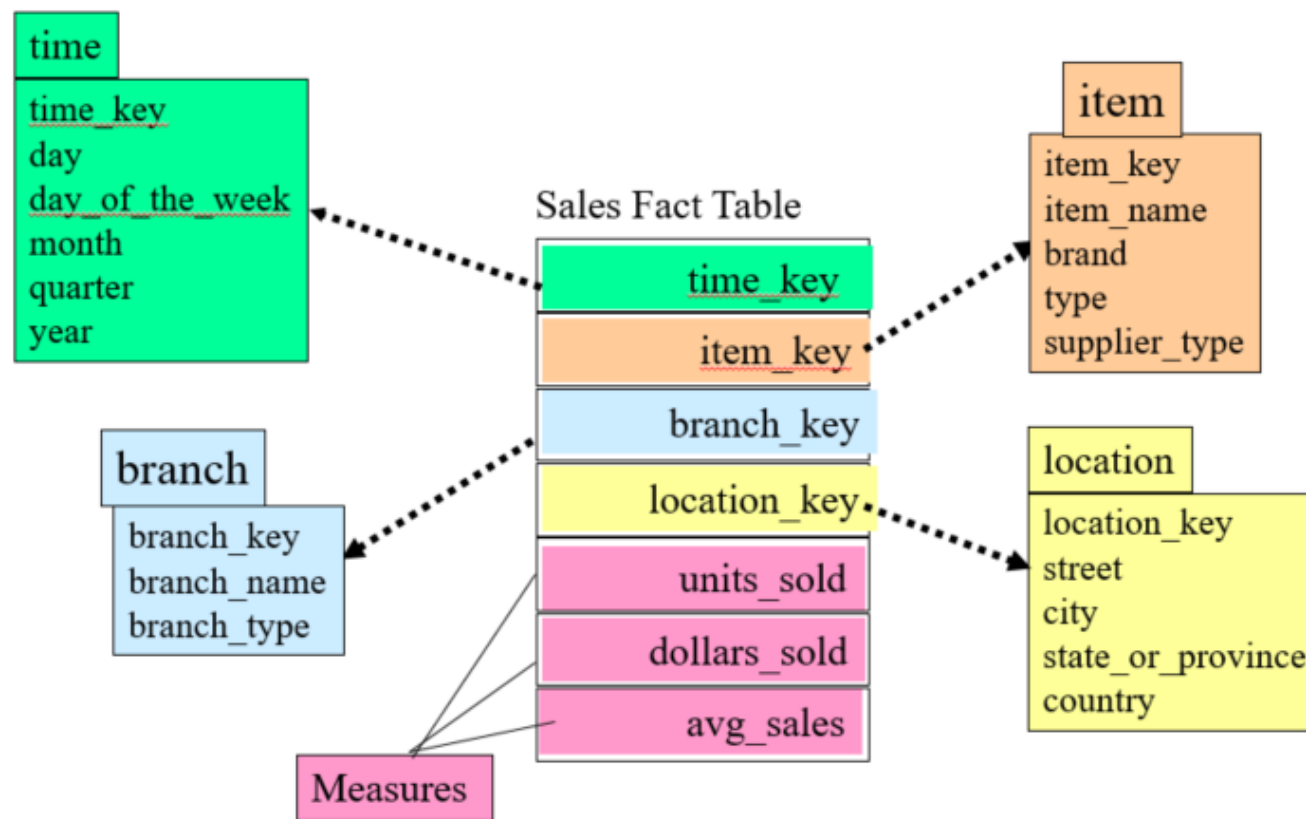 time
time_key
day
day_of_the_week
month
quarter
year
item
item_key
item_name
brand
type
supplier_type
Sales Fact Table
time_key
item_key
branch_key
location_key
units_sold
dollars_sold
avg_sales
branch
branch_key
branch_name
branch_type
location
location_key
street
city
state_or_province
country
Measures